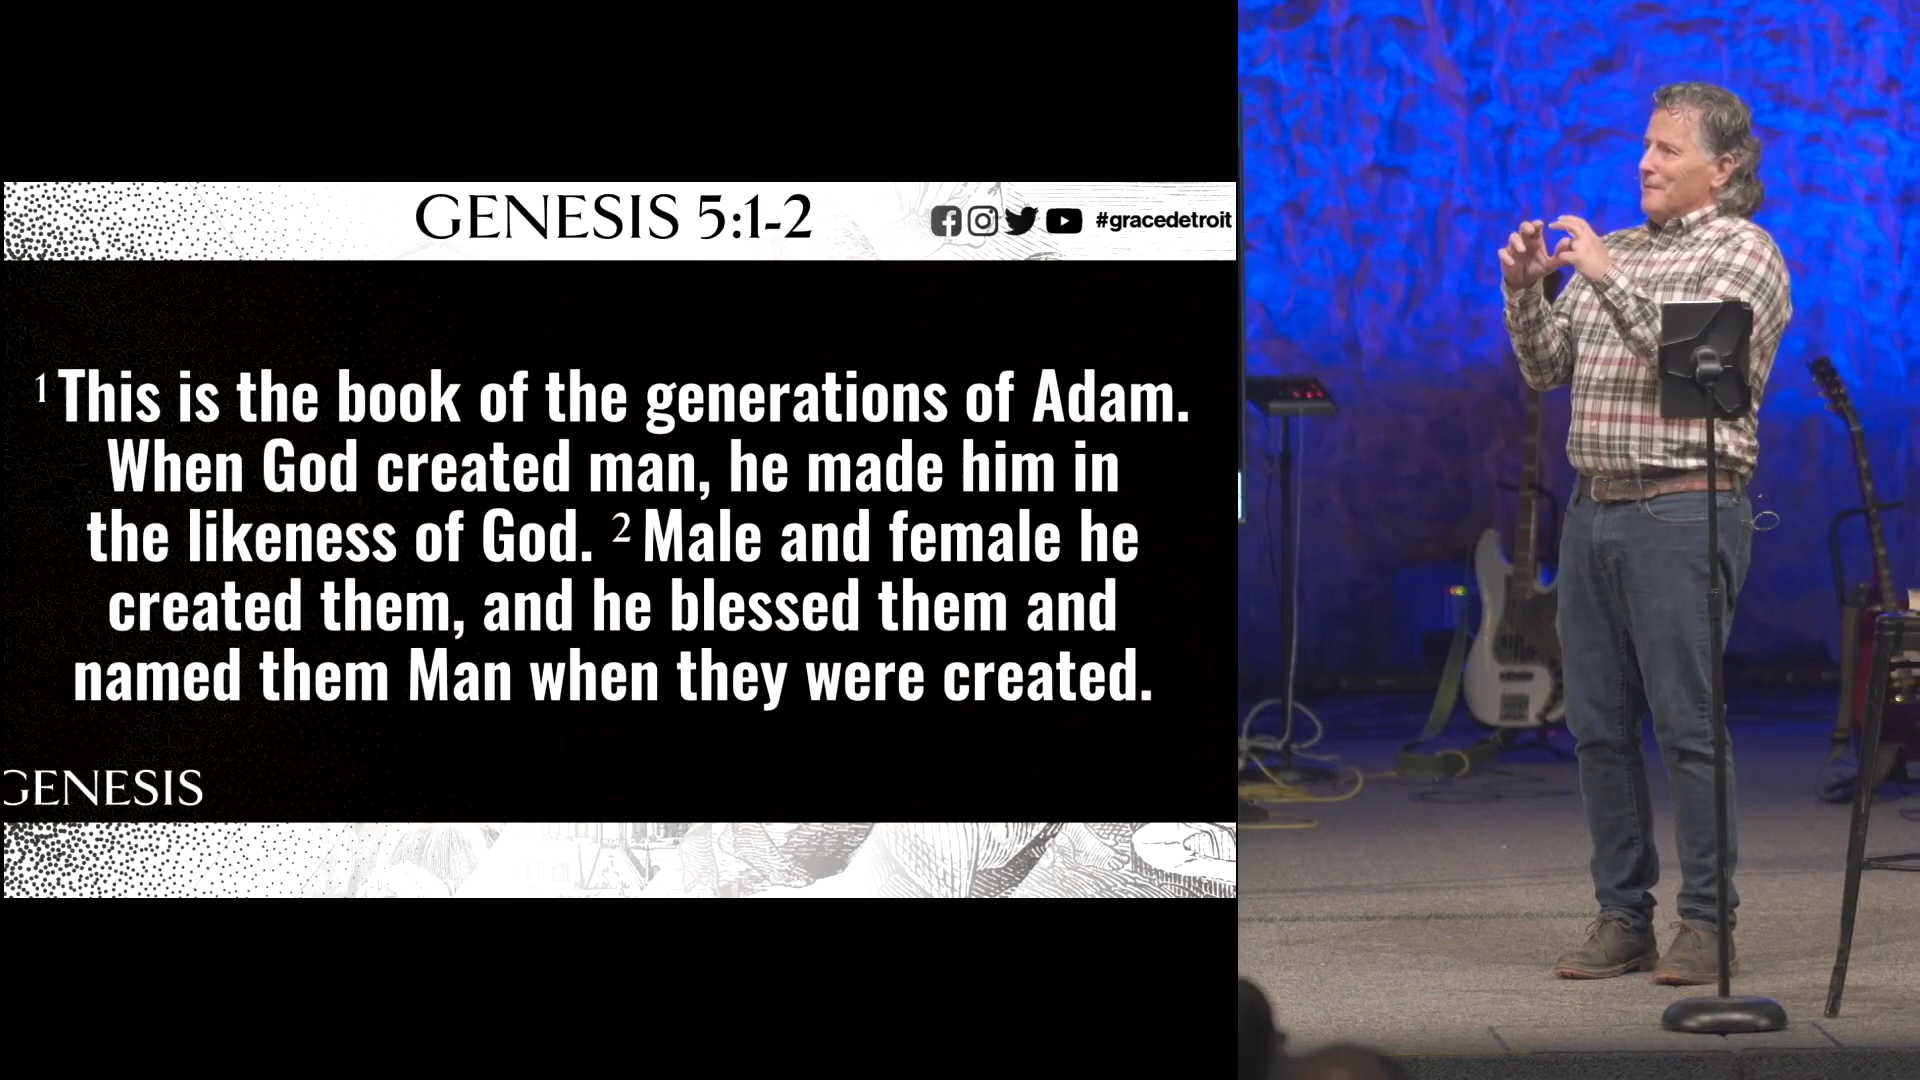 GENESIS 5:1-2
#gracedetroit
1 This is the book of the generations of Adam.
When God created man, he made him in
the likeness of God. 2 Male and female he
created them, and he blessed them and
named them Man when they were created.
GENESIS